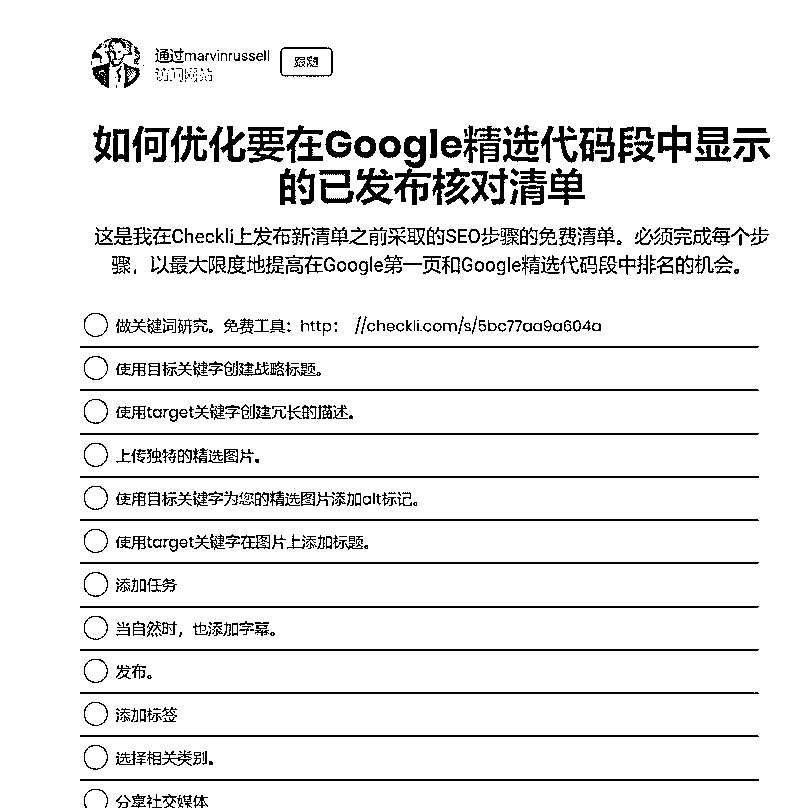 通过marvinrussell
访问网站
跟随
如何优化要在Google精选代码段中显示
的已发布核对清单
这是我在Checkli上发布新清单之前采取的SEO步骤的免费清单。必须完成每个步
骤，以最大限度地提高在Google第一页和Google精选代码段中排名的机会。
做关键词研究。免费工具：http： //checkli.com/s/5bc77aa9a604a
使用目标关键字创建战略标题。
使用target关键字创建冗长的描述。
上传独特的精选图片。
使用目标关键字为您的精选图片添加alt标记。
使用target关键字在图片上添加标题。
添加任务
当自然时，也添加字幕。
发布。
添加标签
选择相关类别。
分享社交媒体